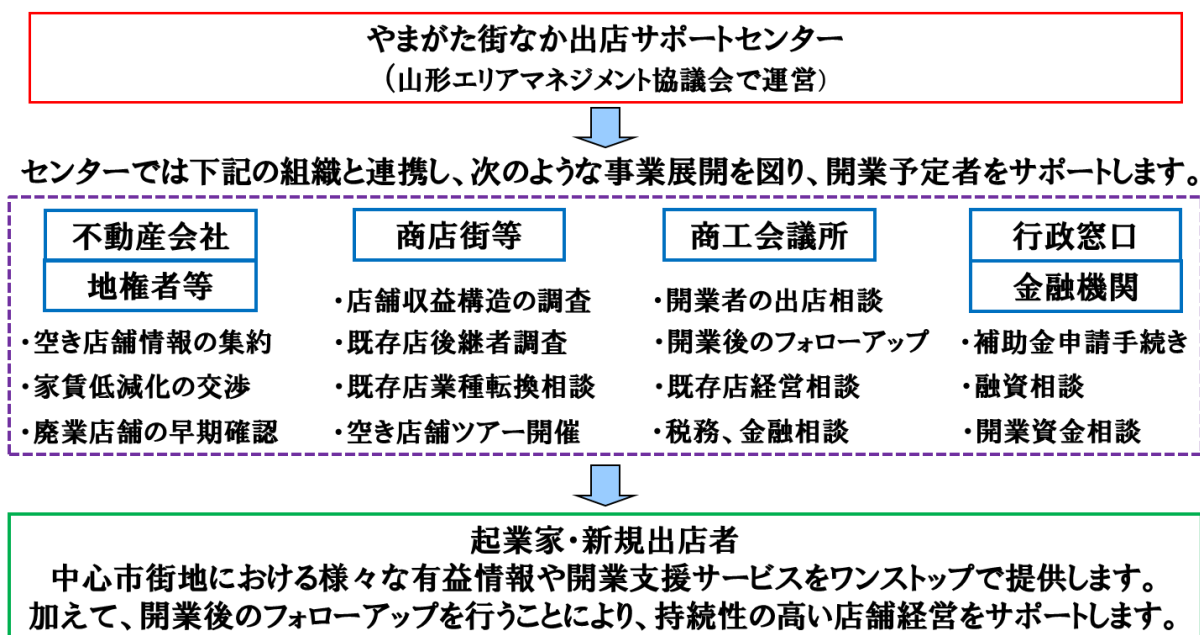 やまがた街なか出店サポートセンター
（山形エリアマネジメント協議会で運営）
センターでは下記の組織と連携し、次のような事業展開を図り、開業予定者をサポートします。
不動産会社
地権者等
・空き店舗情報の集約
・家賃低減化の交渉
・廃業店舗の早期確認
商店街等
・店舗収益構造の調査
・既存店後継者調査
・既存店業種転換相談
・空き店舗ツアー開催
商工会議所
・開業者の出店相談
・開業後のフォローアップ
・既存店経営相談
・税務、金融相談
行政窓口
金融機関
・補助金申請手続き
・融資相談
・開業資金相談
起業家・新規出店者
中心市街地における様々な有益情報や開業支援サービスをワンストップで提供します。
加えて、開業後のフォローアップを行うことにより、持続性の高い店舗経営をサポートします。